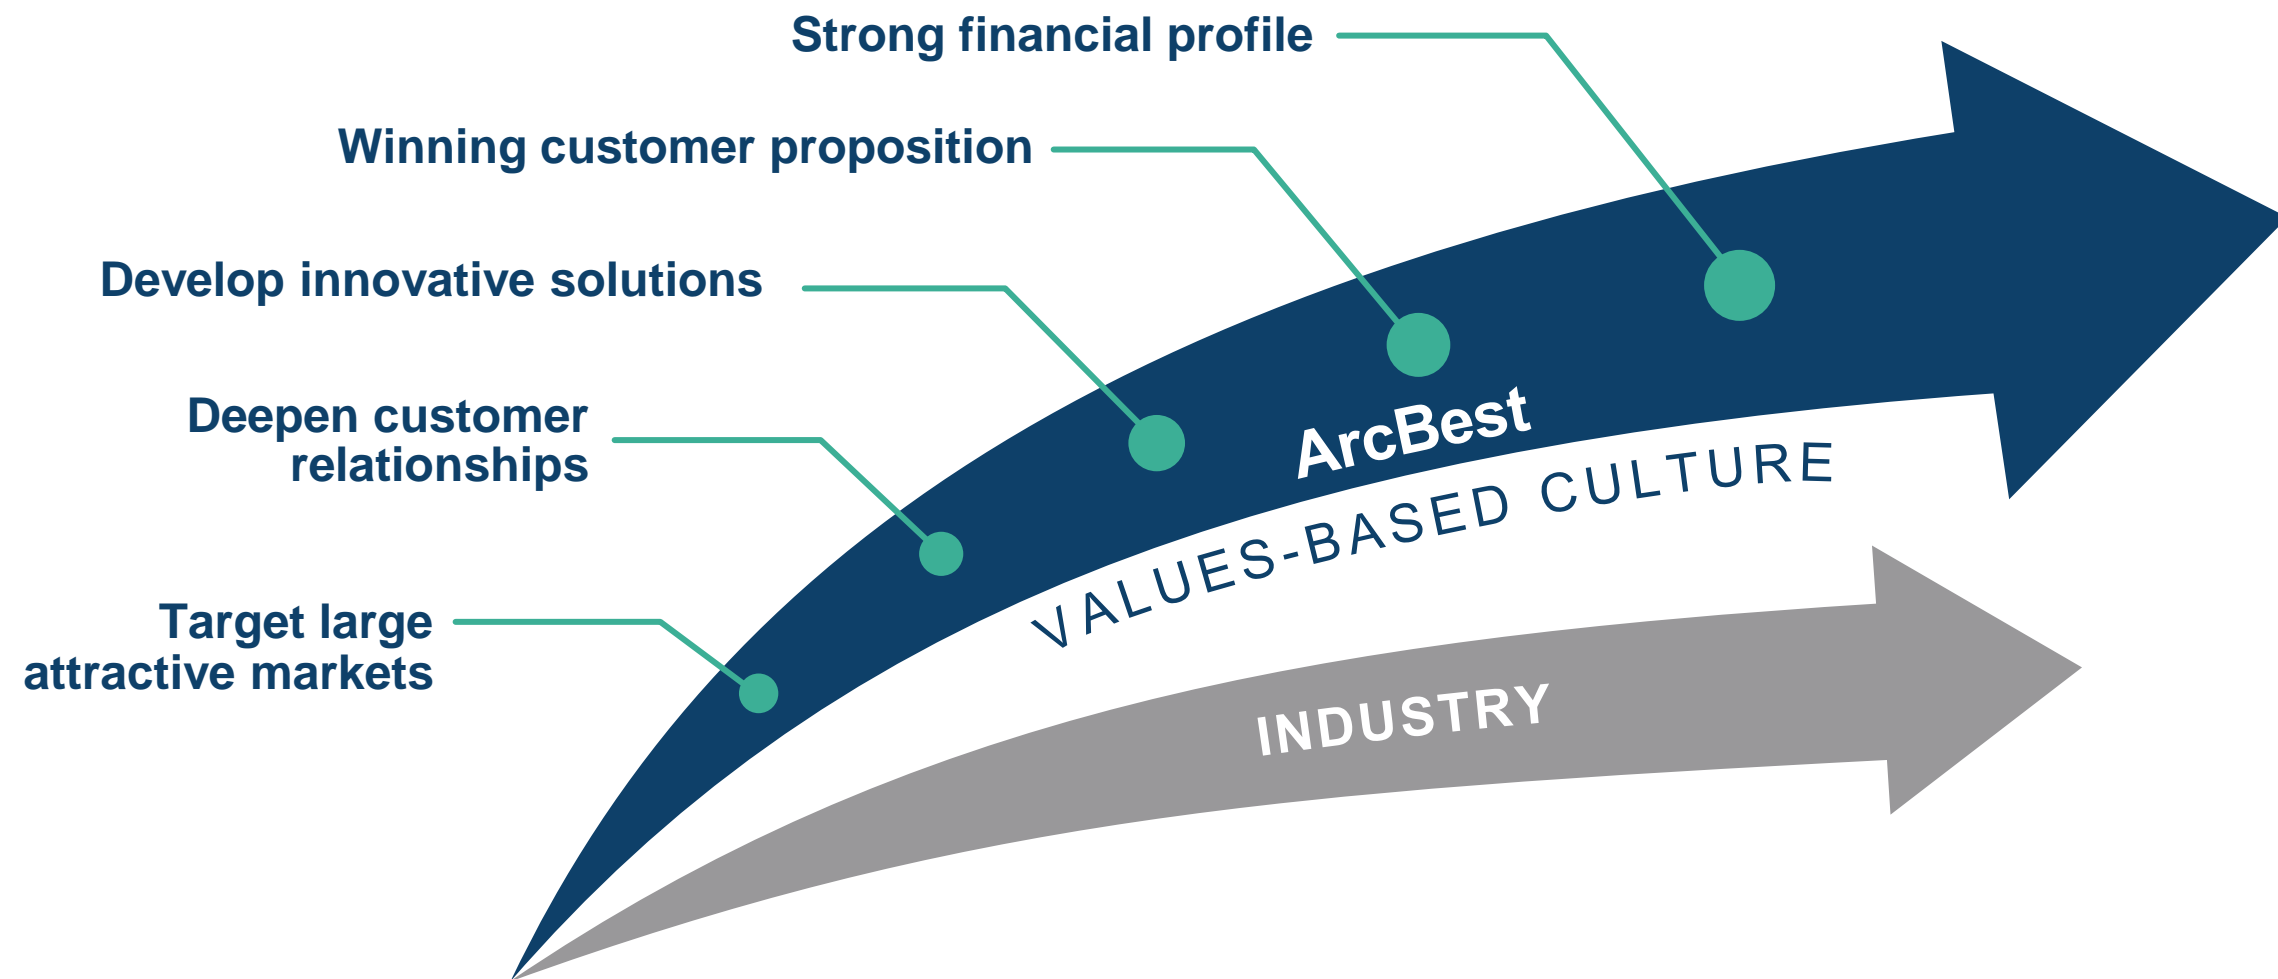 Strong financial profile
Winning customer proposition
Develop innovative solutions
Deepen customer
relationships
Target large
attractive markets
ArcBest
VALUES-BASED CULTURE
INDUSTRY